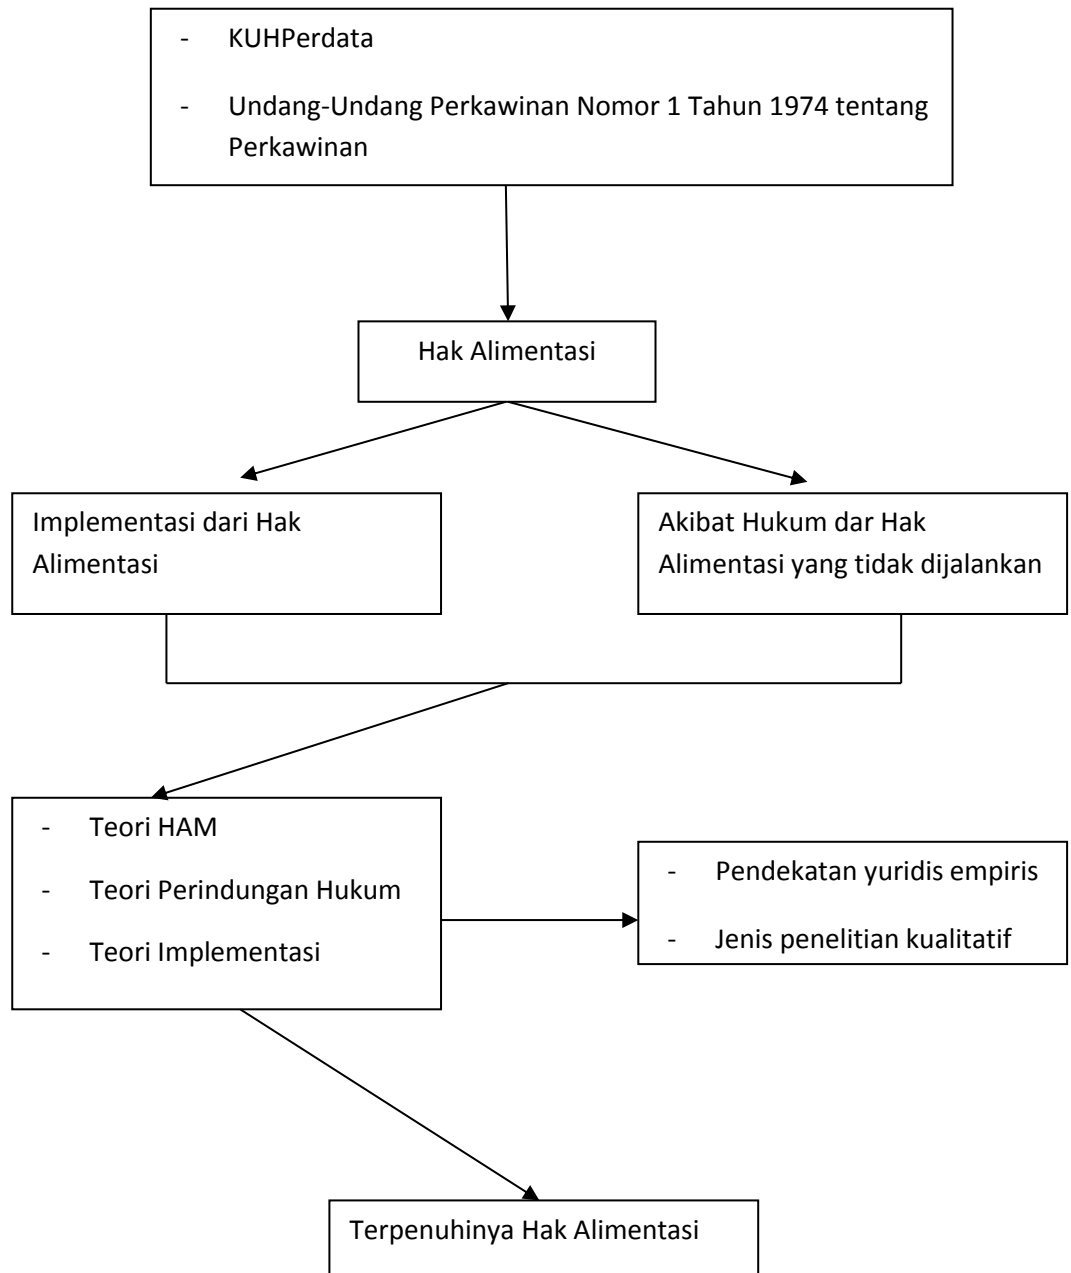 - KUHPerdata
- Undang-Undang Perkawinan Nomor 1 Tahun 1974 tentang
Perkawinan
Hak Alimentasi
Implementasi dari Hak
Alimentasi
Akibat Hukum dar Hak
Alimentasi yang tidak dijalankan
- Teori HAM
- Teori Perindungan Hukum
- Teori Implementasi
- Pendekatan yuridis empiris
- Jenis penelitian kualitatif
Terpenuhinya Hak Alimentasi